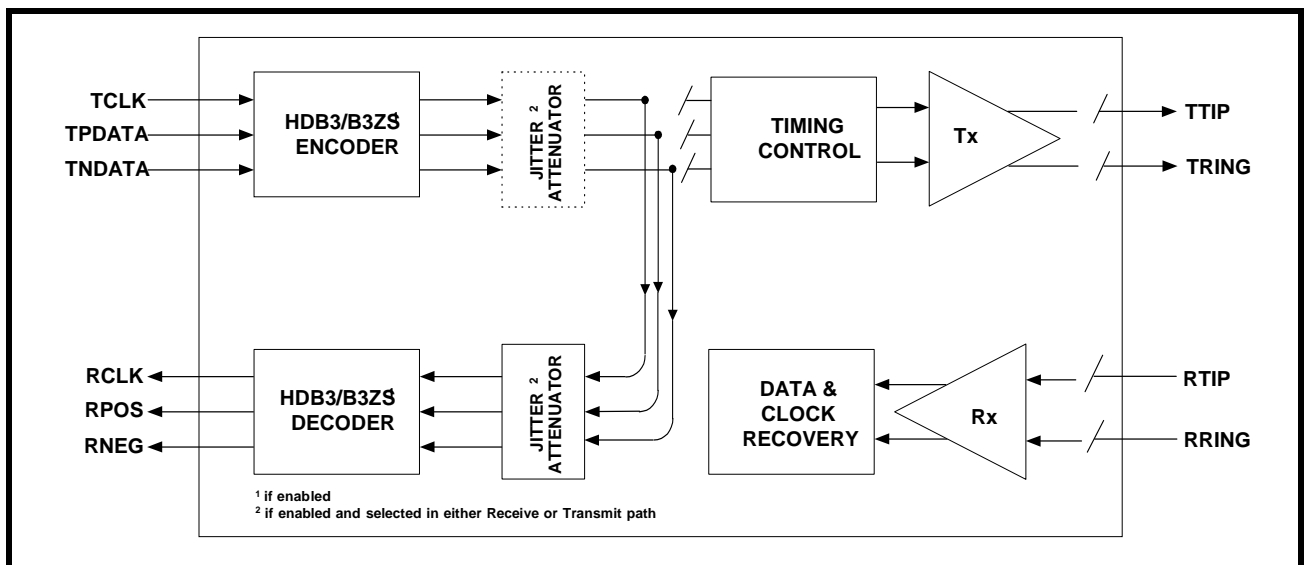 TCLK
TPDATA
TNDATA
HDB3/B3ZS1
ENCODER
JITTER 2
ATTENUATOR
TIMING
CONTROL
Tx
TTIP
TRING
RCLK
RPOS
RNEG
HDB3/B3ZS1
DECODER
JITTER 2
ATTENUATOR
DATA &
CLOCK
RECOVERY
Rx
RTIP
RRING
1 if enabled
2 if enabled and selected in either Receive or Transmit path